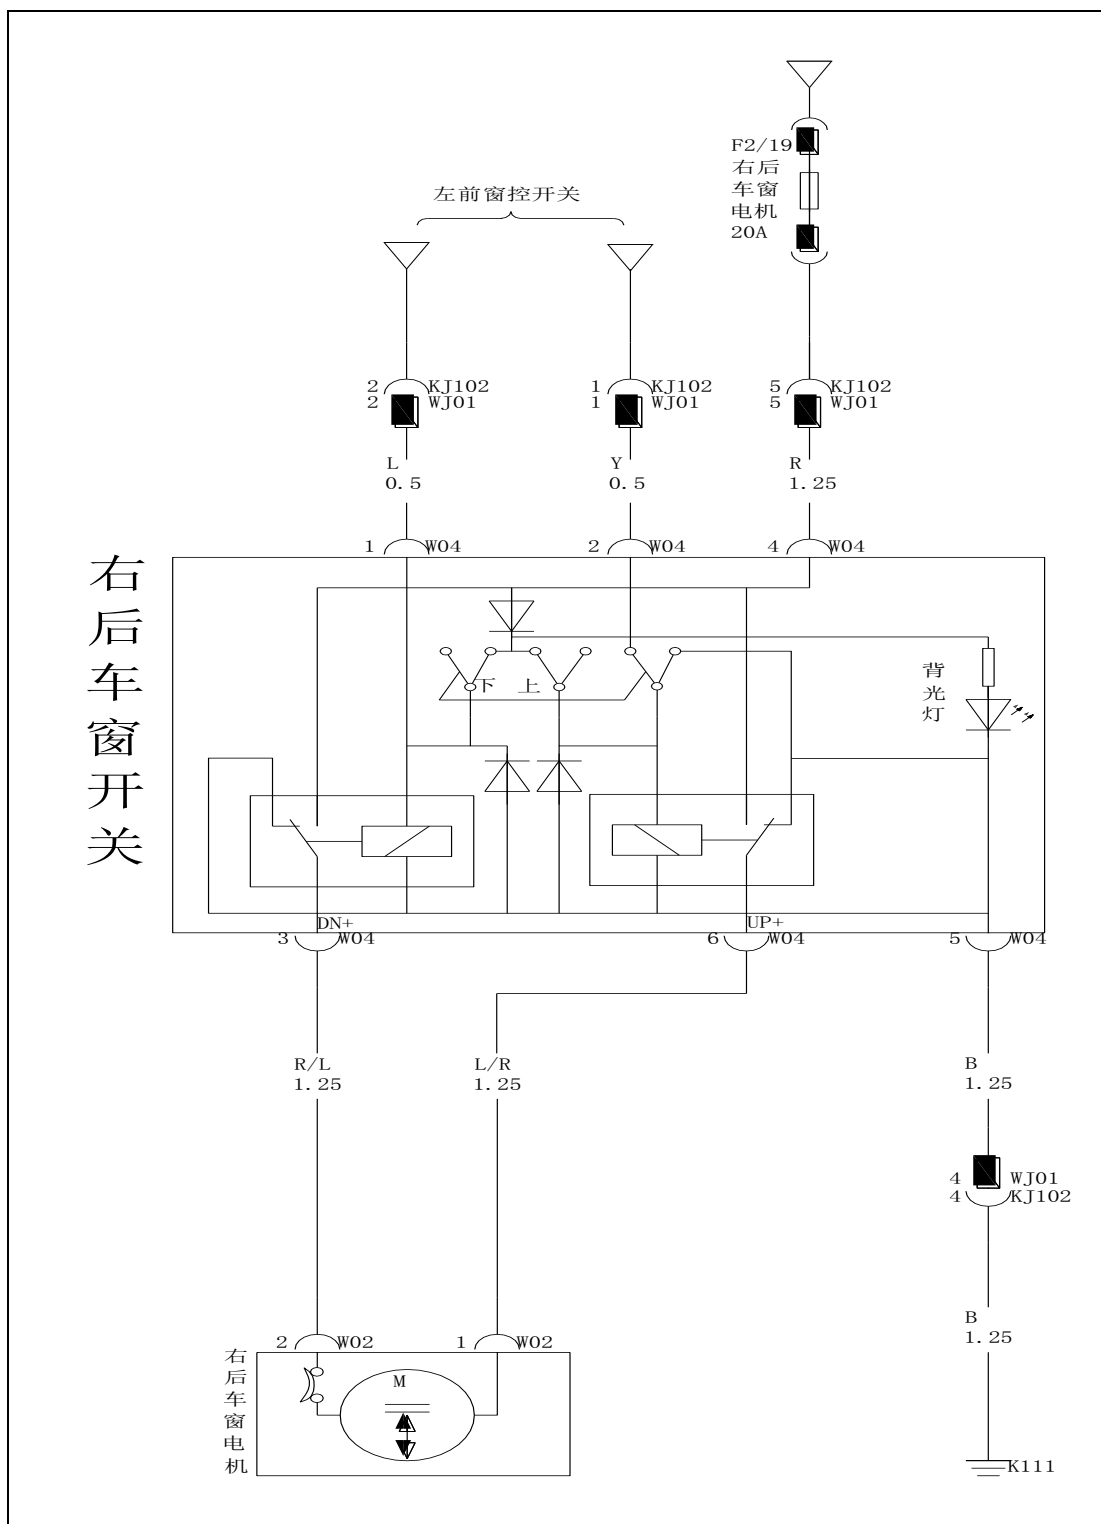 F2/19
右后
车窗
电机
20A
左前窗控开关
2 KJ102
2 WJ01
1 KJ102
1 WJ01
5 KJ102
5 WJ01
L
0.5
Y
0.5
R
1.25
1 W04
2 W04
4 W04
右后车窗开关
下 上
背光灯
DN+
UP+
3 W04
6 W04
5 W04
R/L
1.25
L/R
1.25
B
1.25
4 WJ01
4 KJ102
B
1.25
2 W02
1 W02
右后车窗电机
M
K111